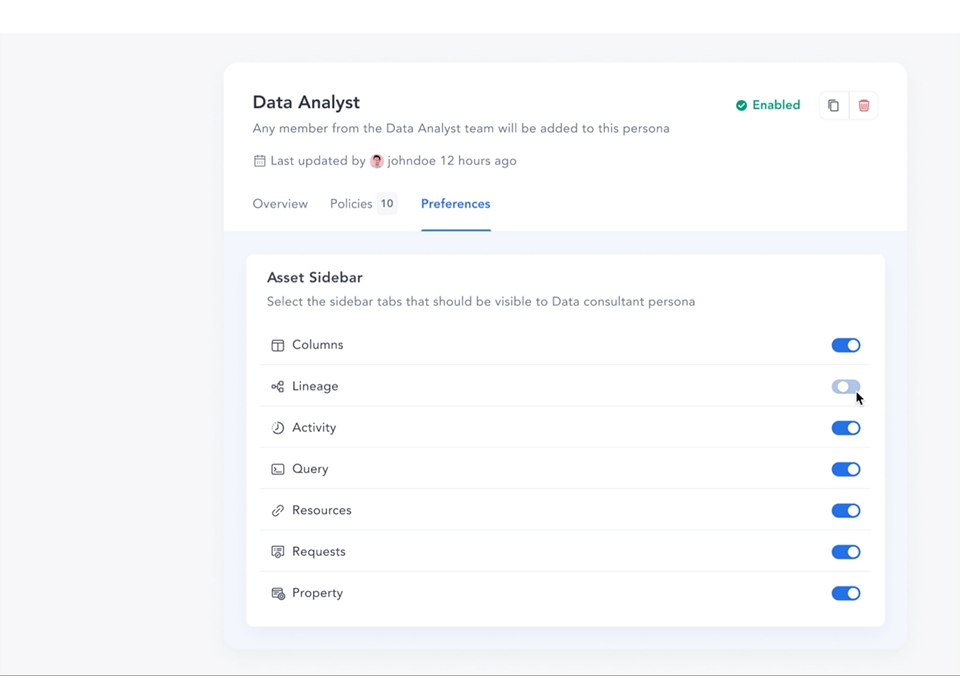 Data Analyst
Enabled
Any member from the Data Analyst team will be added to this persona
Last updated by johndoe 12 hours ago
Overview Policies 10 Preferences
Asset Sidebar
Select the sidebar tabs that should be visible to Data consultant persona
Columns
Lineage
Activity
Query
Resources
Requests
Property